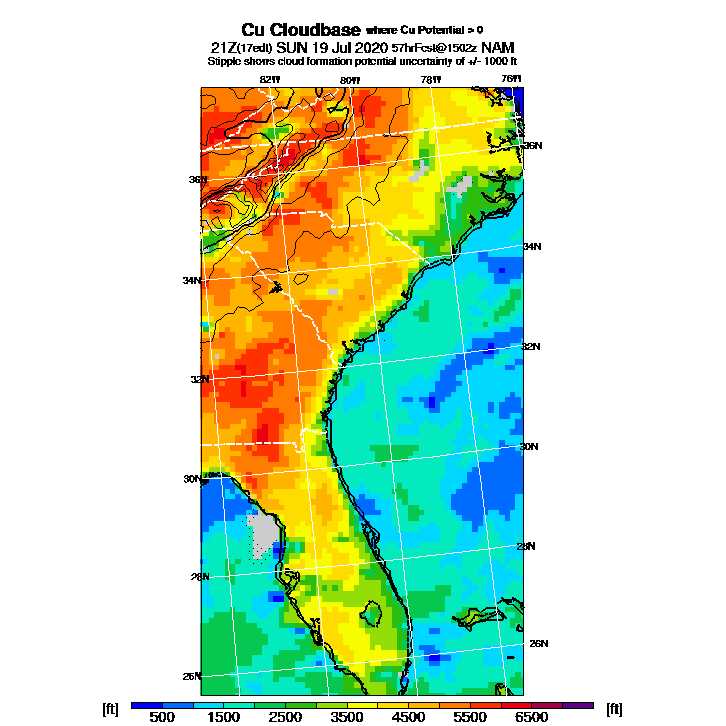 Cu Cloudbase where Cu Potential > 0
21Z(17edt) SUN 19 Jul 2020 57hrFcst@1502z NAM
Stipple shows cloud formation potential uncertainty of +/- 1000 ft
82W 80W 78W 76W
36N
36N
34N
34N
32N
32N
30N
30N
28N
28N
26N
26N
[ft] 500 1500 2500 3500 4500 5500 6500 [ft]